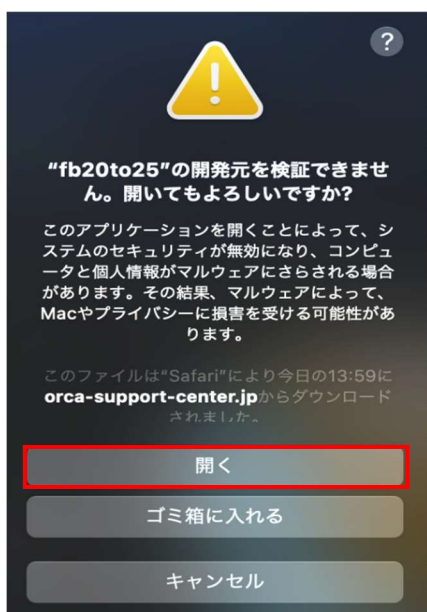 ?
“fb20to25”の開発元を検証できませ
ん。開いてもよろしいですか?
このアプリケーションを開くことによって、シ
ステムのセキュリティが無効になり、コンピュ
ータと個人情報がマルウェアにさらされる場合
があります。その結果、マルウェアによって、
Macやプライバシーに損害を受ける可能性があ
ります。
このファイルは“Safari”により今日の13:59に
orca-support-center.jpからダウンロード
されました。
開く
ゴミ箱に入れる
キャンセル